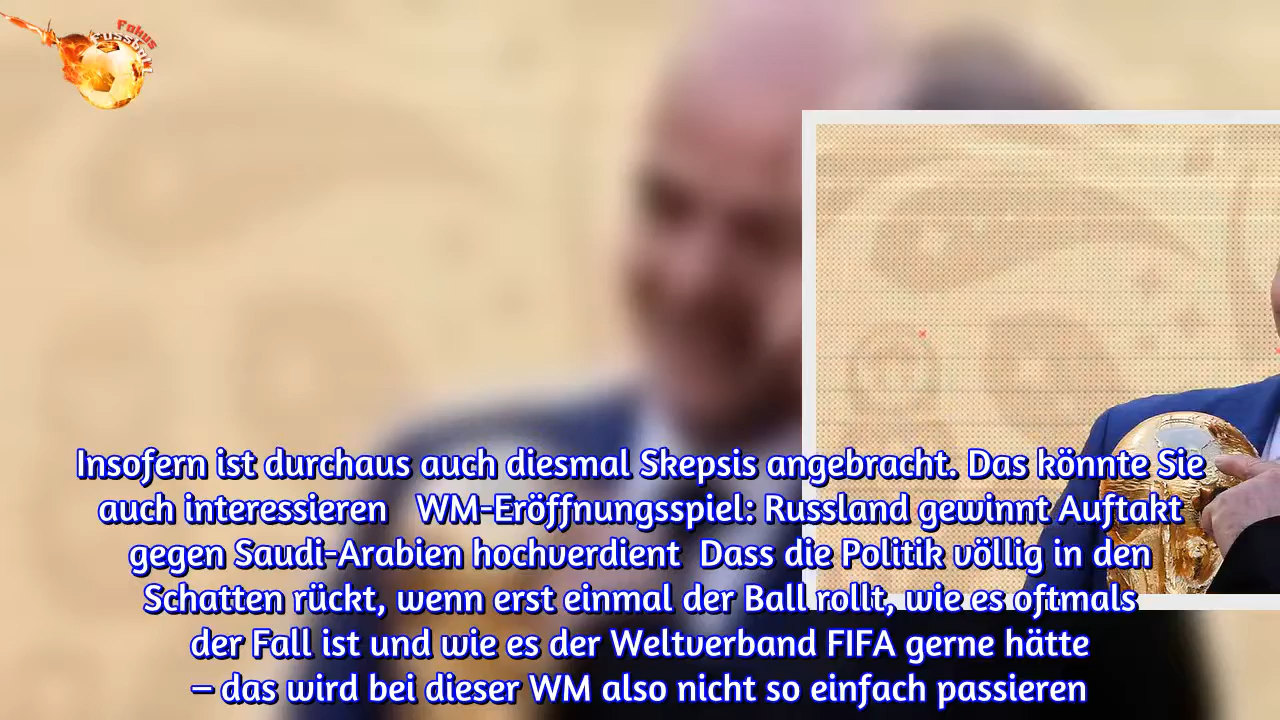 Fokus
Fussball
Insofern ist durchaus auch diesmal Skepsis angebracht. Das könnte Sie
auch interessieren WM-Eröffnungsspiel: Russland gewinnt Auftakt
gegen Saudi-Arabien hochverdient Dass die Politik völlig in den
Schatten rückt, wenn erst einmal der Ball rollt, wie es oftmals
der Fall ist und wie es der Weltverband FIFA gerne hätte
– das wird bei dieser WM also nicht so einfach passieren